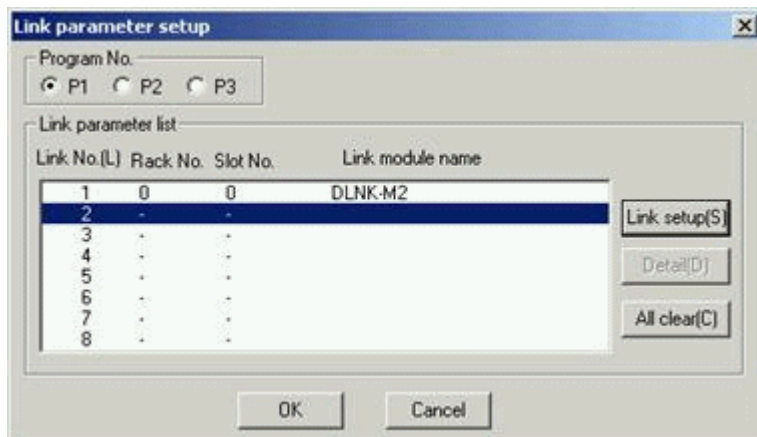 Link parameter setup
Program No.
P1 P2 P3
Link parameter list
Link No.(L) Rack No. Slot No. Link module name
1 0 0 DLNK-M2
2 - -
3 - -
4 - -
5 - -
6 - -
7 - -
8 - -
Link setup(S)
Detail(D)
All clear(C)
OK Cancel